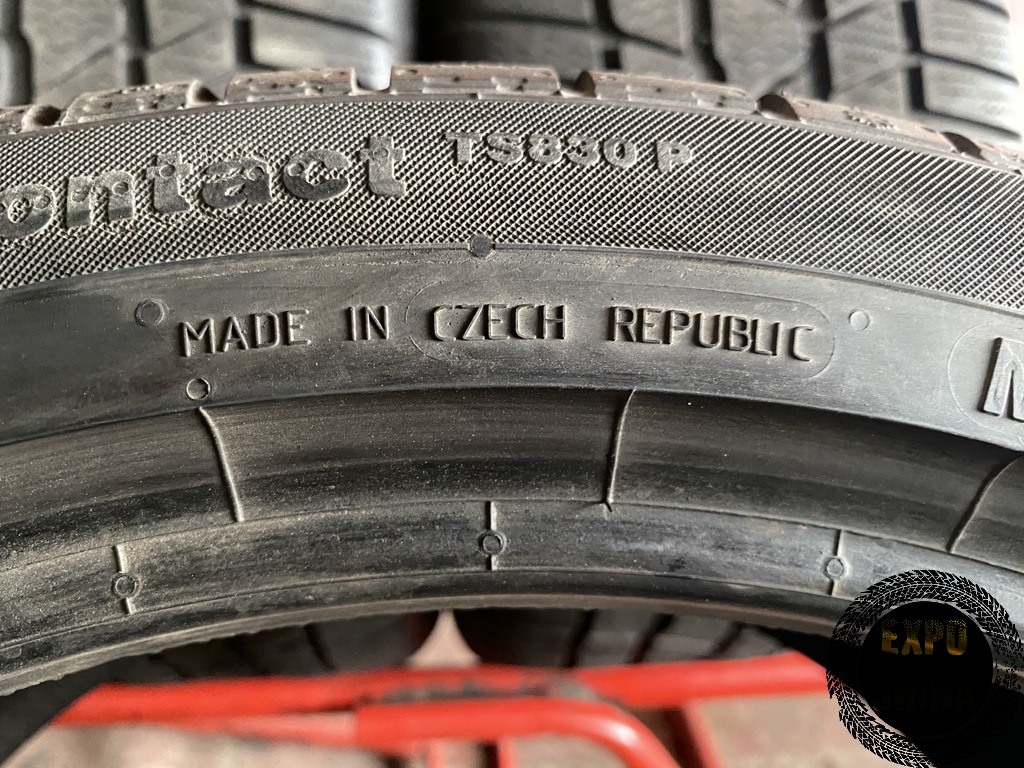 ontact TS830 P
MADE IN CZECH REPUBLIC
EXPO